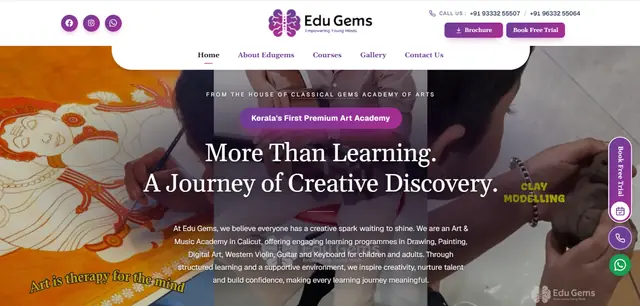 Edu Gems
Empowering Young Minds
CALL US : +91 93332 55507 / +91 96332 55064
Brochure
Book Free Trial
Home
About Edugems
Courses
Gallery
Contact Us
FROM THE HOUSE OF CLASSICAL GEMS ACADEMY OF ARTS
Kerala's First Premium Art Academy
More Than Learning.
A Journey of Creative Discovery.
CLAY
MODELLING
Book Free Trial
At Edu Gems, we believe everyone has a creative spark waiting to shine. We are an Art &
Music Academy in Calicut, offering engaging learning programmes in Drawing, Painting,
Digital Art, Western Violin, Guitar and Keyboard for children and adults. Through
structured learning and a supportive environment, we inspire creativity, nurture talent
and build confidence, making every learning journey meaningful.
Art is therapy for the mind
Edu Gems